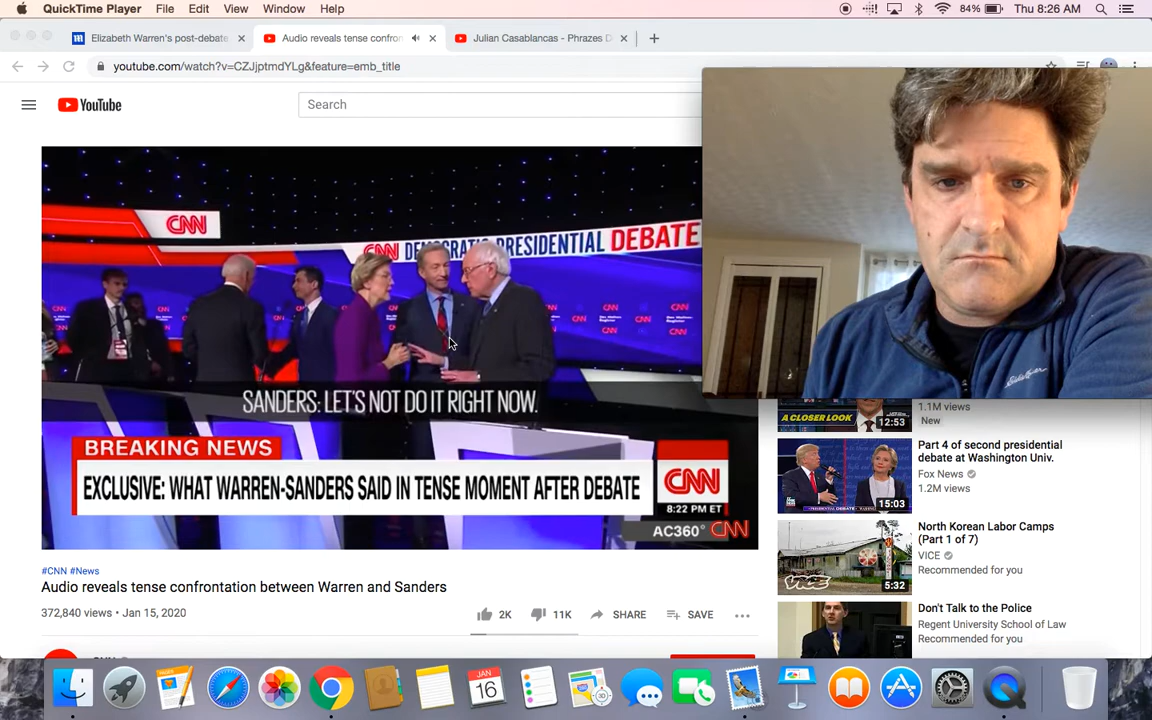 QuickTime Player File Edit View Window Help 84% Thu 8:26 AM
Elizabeth Warren's post-debate
Audio reveals tense confron
Julian Casablancas - Phrazes
youtube.com/watch?v=CZJjptmdYLg&feature=emb_title
YouTube
Search
CNN
CNN DEMOCRATIC PRESIDENTIAL DEBATE
SANDERS: LET'S NOT DO IT RIGHT NOW.
BREAKING NEWS
EXCLUSIVE: WHAT WARREN-SANDERS SAID IN TENSE MOMENT AFTER DEBATE
CNN
8:22 PM ET
AC360° CNN
#CNN #News
Audio reveals tense confrontation between Warren and Sanders
372,840 views • Jan 15, 2020
2K 11K SHARE SAVE
A CLOSER LOOK
12:53
1.1M views
New
15:03
Part 4 of second presidential
debate at Washington Univ.
Fox News
1.2M views
VICE
5:32
North Korean Labor Camps
(Part 1 of 7)
VICE
Recommended for you
Don't Talk to the Police
Regent University School of Law
Recommended for you
Eddie Bauer
JAN
16